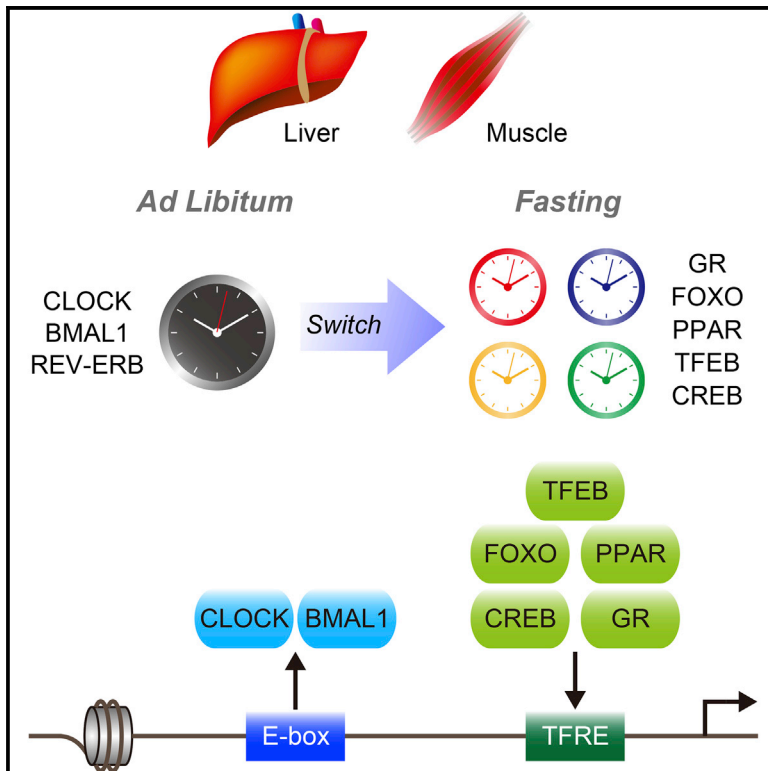 Liver
Muscle
Ad Libitum
Fasting
CLOCK
BMAL1
REV-ERB
Switch
GR
FOXO
PPAR
TFEB
CREB
TFEB
FOXO
PPAR
CLOCK
BMAL1
CREB
GR
E-box
TFRE